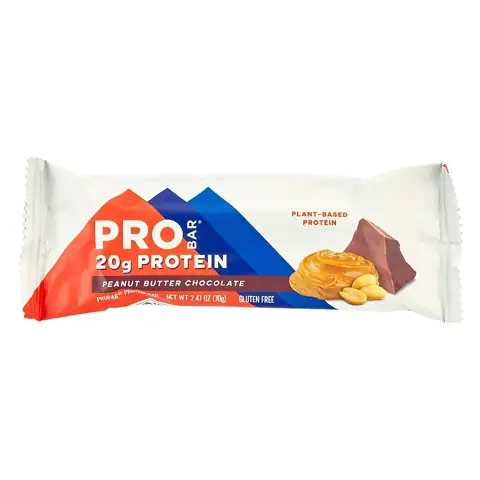 PRO BAR®
20g PROTEIN
PEANUT BUTTER CHOCOLATE
NET WT 2.47 OZ (70g)
GLUTEN FREE
PLANT-BASED
PROTEIN